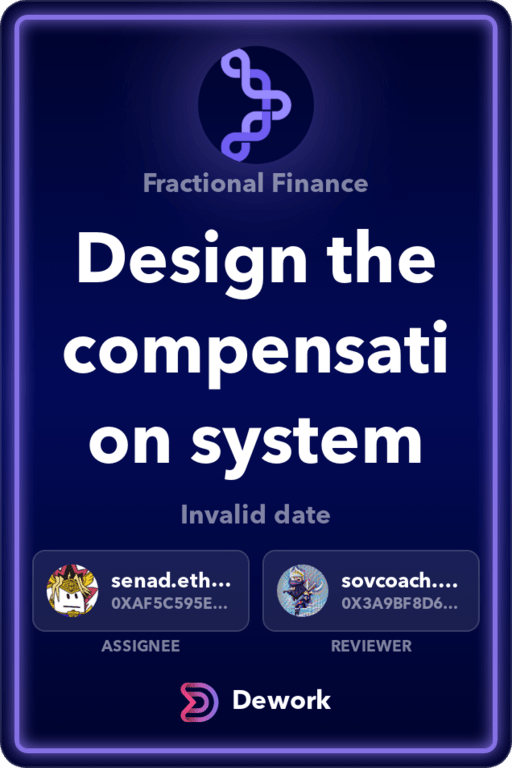 Fractional Finance
Design the
compensati
on system
Invalid date
senad.eth...
0XAF5C595E...
sovcoach....
0X3A9BF8D6...
ASSIGNEE
REVIEWER
Dework